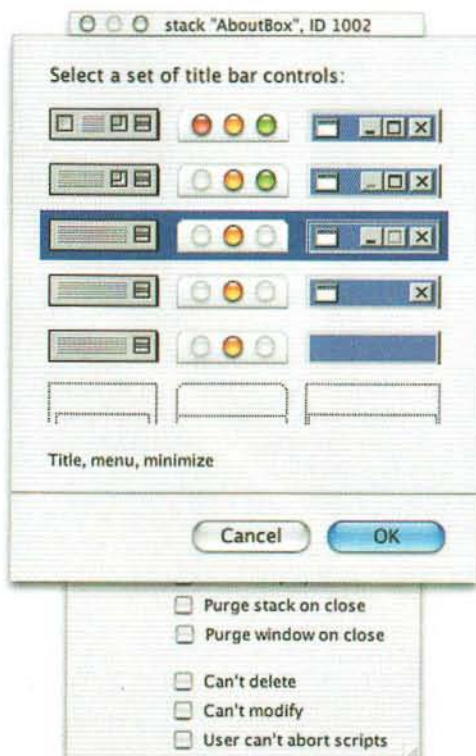 stack "AboutBox", ID 1002
Select a set of title bar controls:
Title, menu, minimize
Cancel
OK
Purge stack on close
Purge window on close
Can't delete
Can't modify
User can't abort scripts